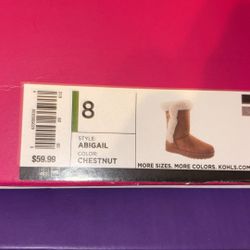 8
STYLE:
ABIGAIL
COLOR:
CHESTNUT
$59.99
MORE SIZES. MORE COLORS. KOHLS.COM